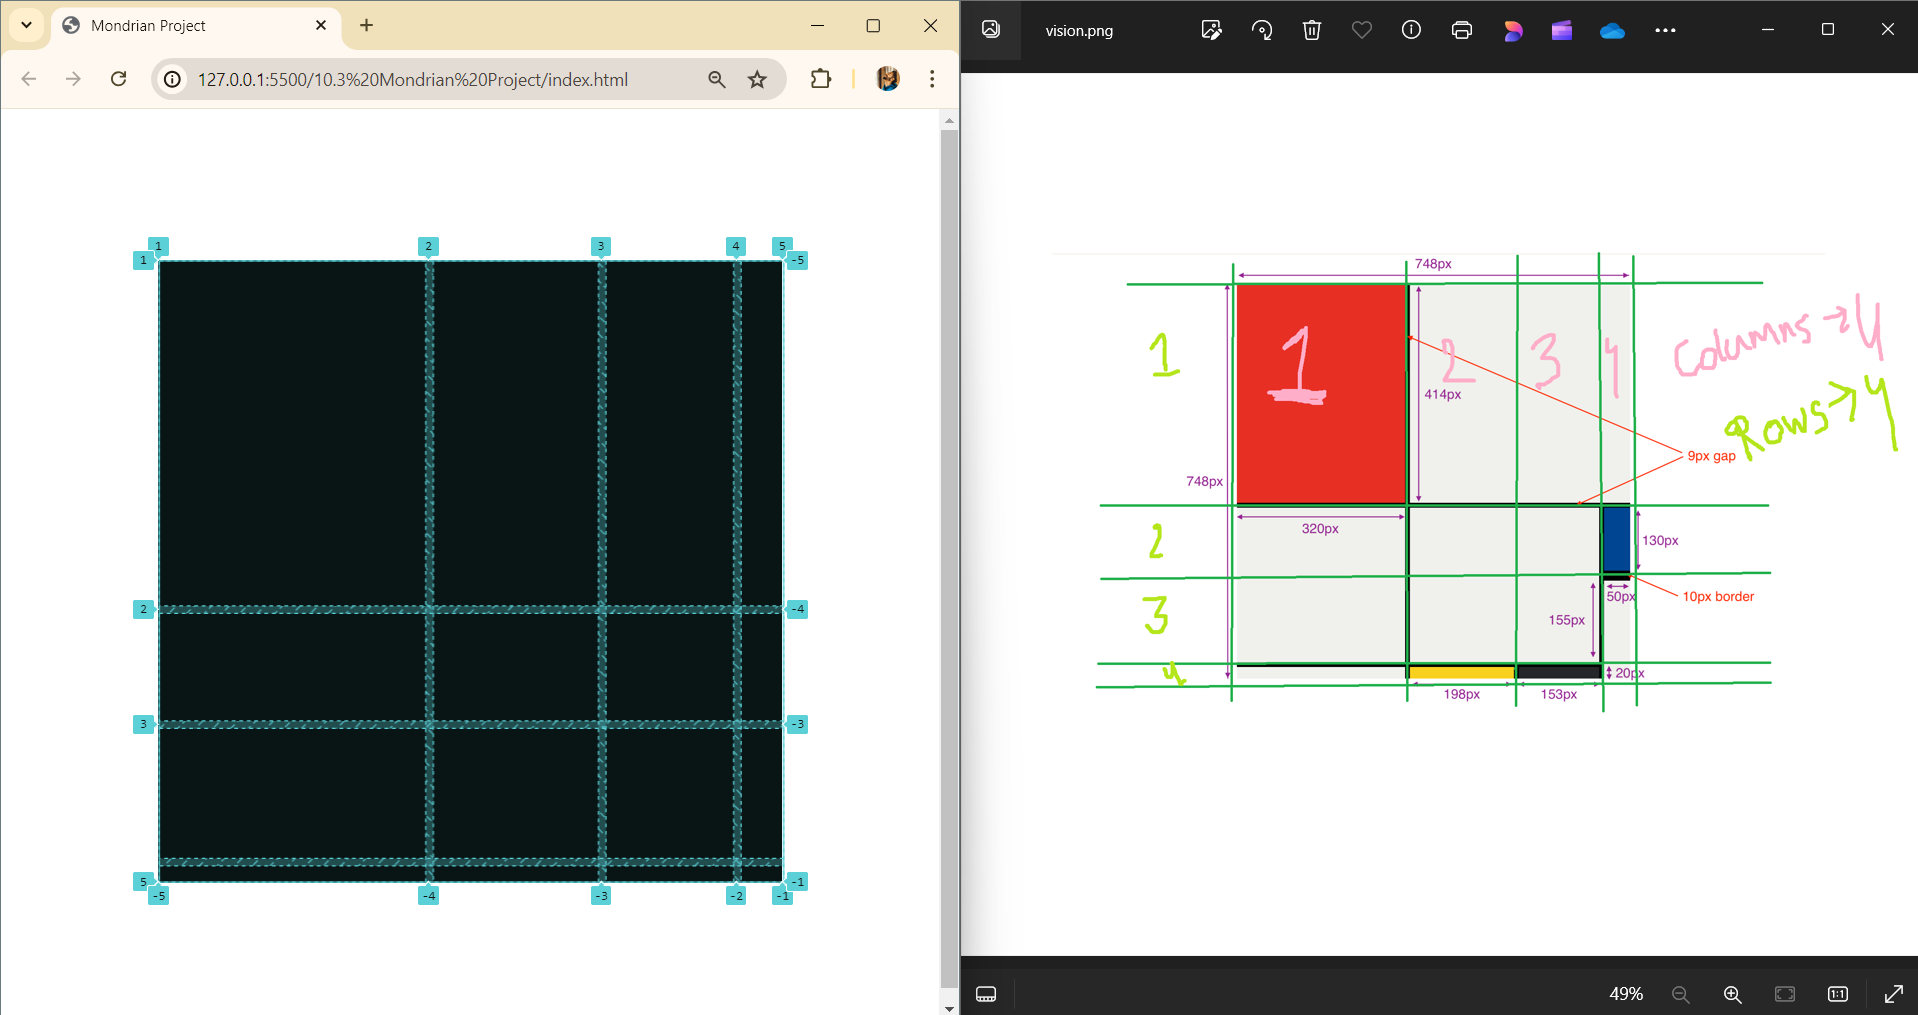 Mondrian Project
127.0.0.1:5500/10.3%20Mondrian%20Project/index.html
1 2 3 4 5
1 -5
2 -4
3 -3
5 -1
-5 -4 -3 -2 -1
vision.png
748px
1 1 2 3 4 Columns → 4
414px
Rows → 4
9px gap
748px
320px
2
130px
50px
10px border
3
155px
4
20px
198px 153px
49%
1:1